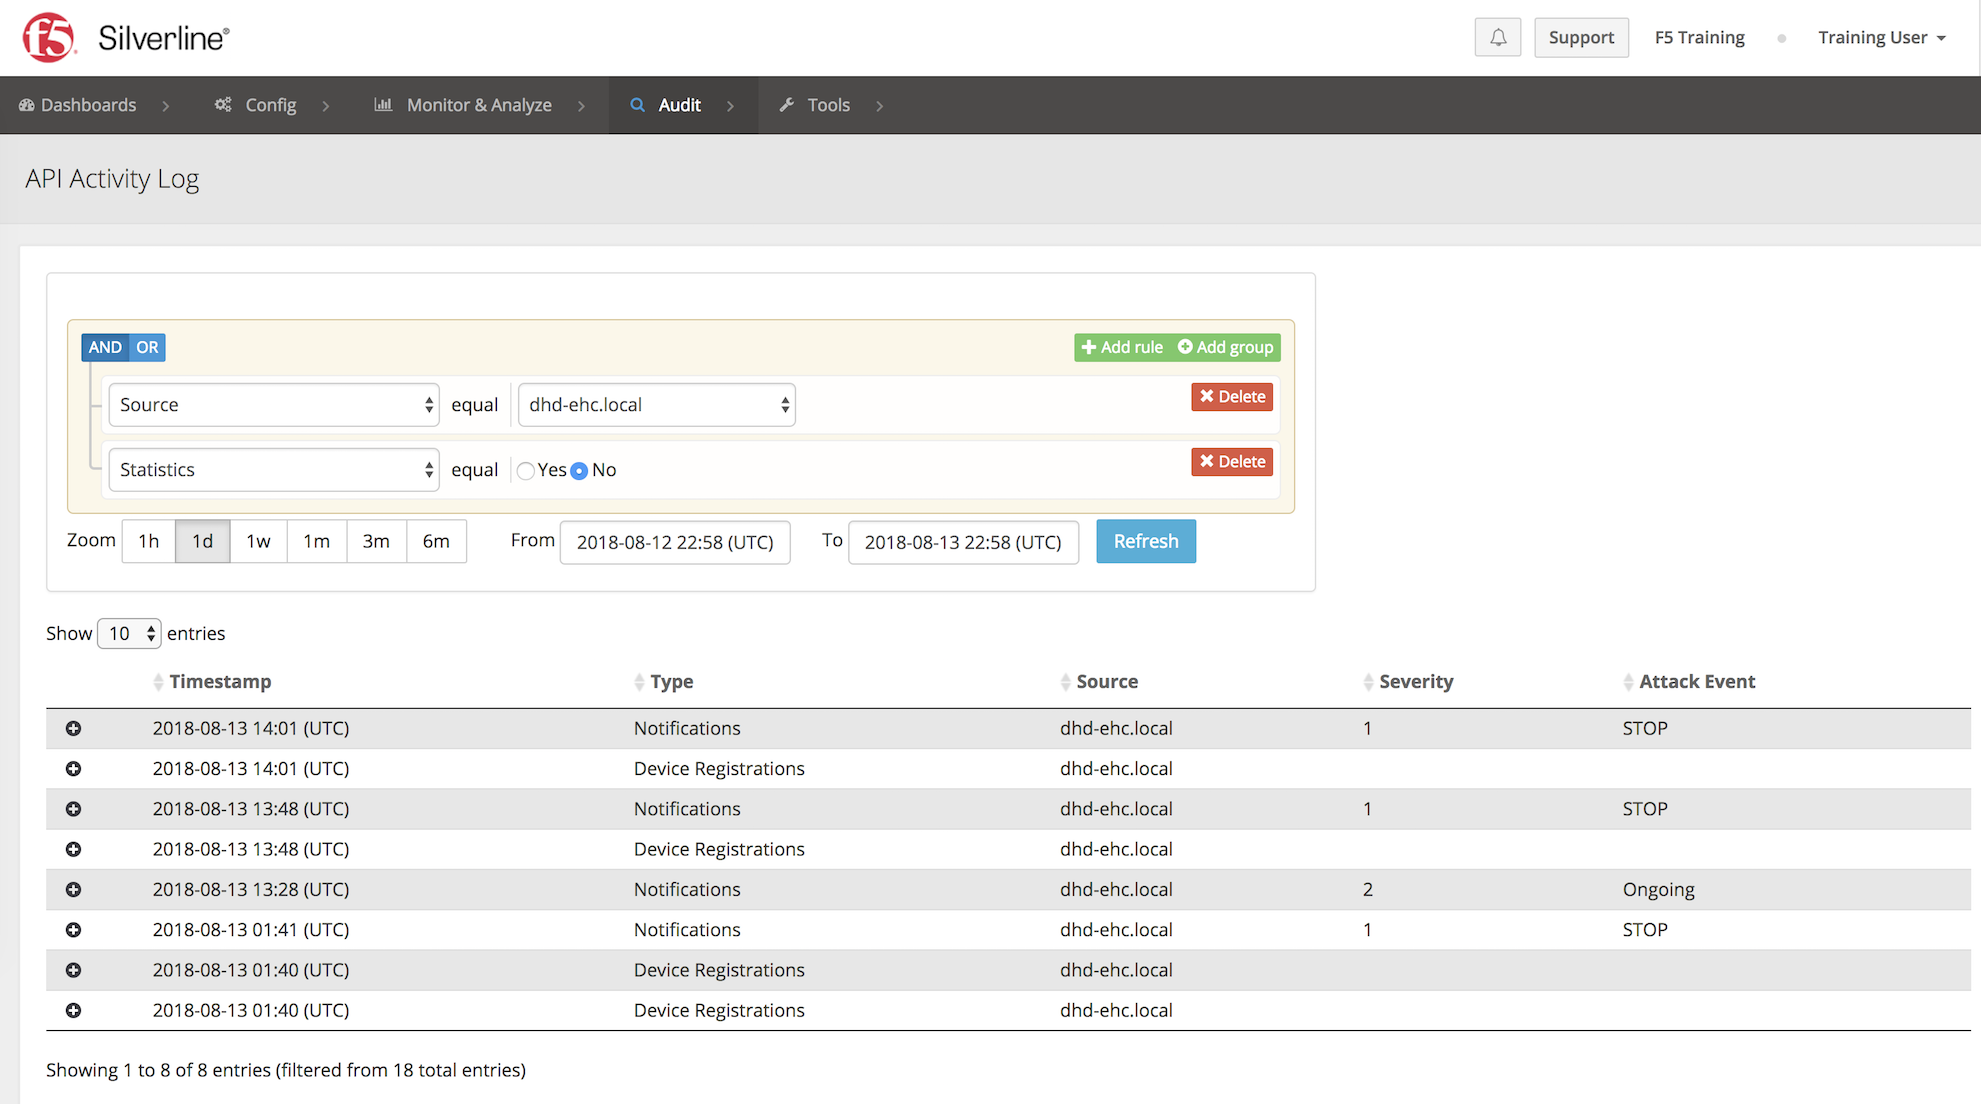 f5 Silverline® Support F5 Training Training User
Dashboards Config Monitor & Analyze Audit Tools
API Activity Log
AND OR Add rule Add group
Source equal dhd-ehc.local Delete
Statistics equal Yes No Delete
Zoom 1h 1d 1w 1m 3m 6m From 2018-08-12 22:58 (UTC) To 2018-08-13 22:58 (UTC) Refresh
Show 10 entries
Timestamp Type Source Severity Attack Event
2018-08-13 14:01 (UTC) Notifications dhd-ehc.local 1 STOP
2018-08-13 14:01 (UTC) Device Registrations dhd-ehc.local
2018-08-13 13:48 (UTC) Notifications dhd-ehc.local 1 STOP
2018-08-13 13:48 (UTC) Device Registrations dhd-ehc.local
2018-08-13 13:28 (UTC) Notifications dhd-ehc.local 2 Ongoing
2018-08-13 01:41 (UTC) Notifications dhd-ehc.local 1 STOP
2018-08-13 01:40 (UTC) Device Registrations dhd-ehc.local
2018-08-13 01:40 (UTC) Device Registrations dhd-ehc.local
Showing 1 to 8 of 8 entries (filtered from 18 total entries)